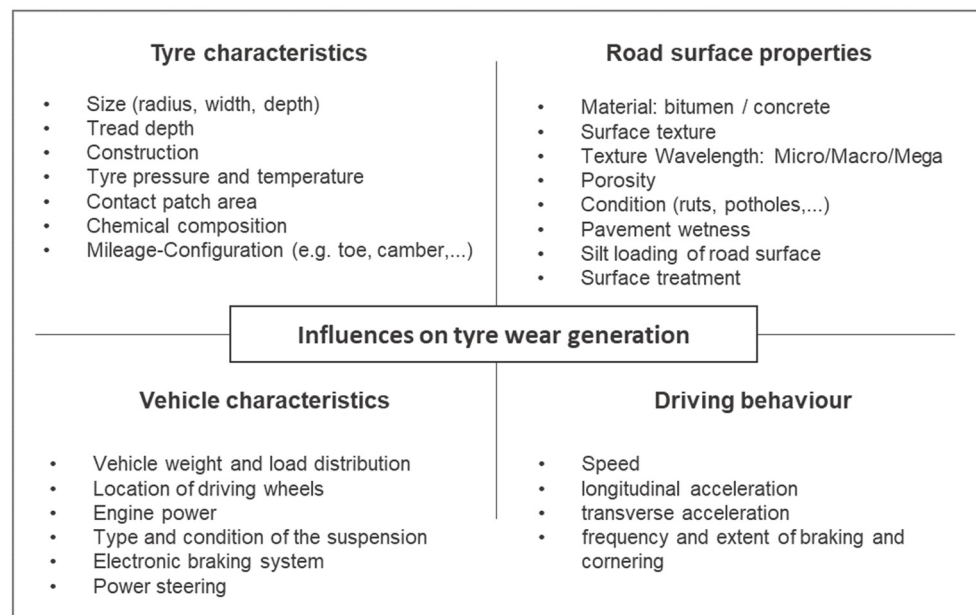 Tyre characteristics
• Size (radius, width, depth)
• Tread depth
• Construction
• Tyre pressure and temperature
• Contact patch area
• Chemical composition
• Mileage-Configuration (e.g. toe, camber,...)
Road surface properties
• Material: bitumen / concrete
• Surface texture
• Texture Wavelength: Micro/Macro/Mega
• Porosity
• Condition (ruts, potholes,...)
• Pavement wetness
• Silt loading of road surface
• Surface treatment
Influences on tyre wear generation
Vehicle characteristics
• Vehicle weight and load distribution
• Location of driving wheels
• Engine power
• Type and condition of the suspension
• Electronic braking system
• Power steering
Driving behaviour
• Speed
• longitudinal acceleration
• transverse acceleration
• frequency and extent of braking and
cornering